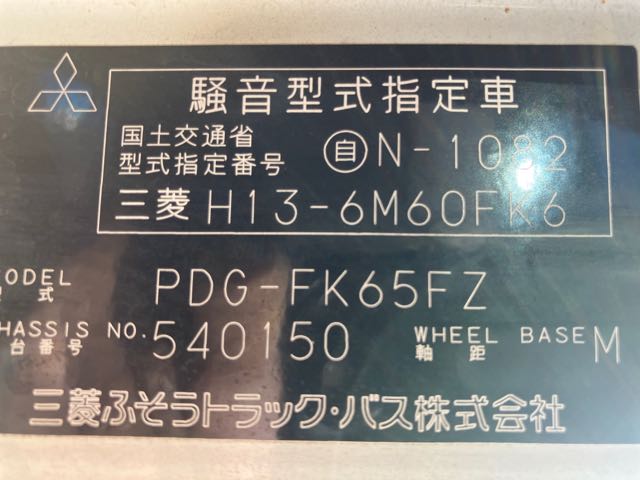 騒音型式指定車
国土交通省
型式指定番号 自N-1082
三菱 H13-6M60FK6
ODEL PDG-FK65FZ
式
HASSIS NO. 540150 WHEEL BASE M
台番号 軸距
三菱ふそうトラック・バス株式会社